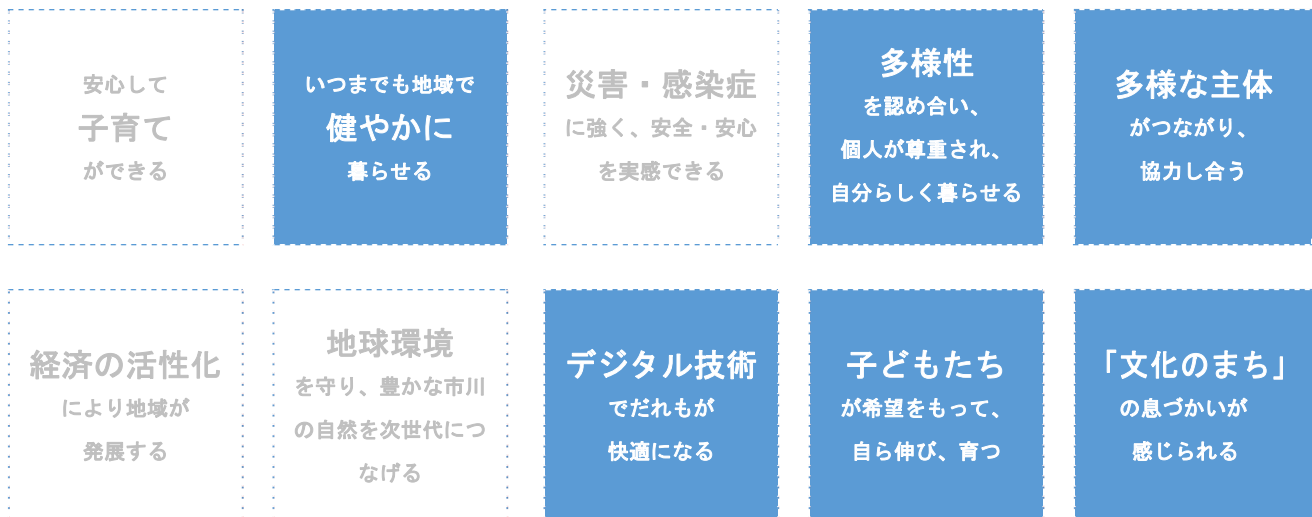 安心して
子育て
ができる
いつまでも地域で
健やかに
暮らせる
災害・感染症
に強く、安全・安心
を実感できる
多様性
を認め合い、
個人が尊重され、
自分らしく暮らせる
多様な主体
がつながり、
協力し合う
経済の活性化
により地域が
発展する
地球環境
を守り、豊かな市川
の自然を次世代につ
なげる
デジタル技術
でだれもが
快適になる
子どもたち
が希望をもって、
自ら伸び、育つ
「文化のまち」
の息づかいが
感じられる